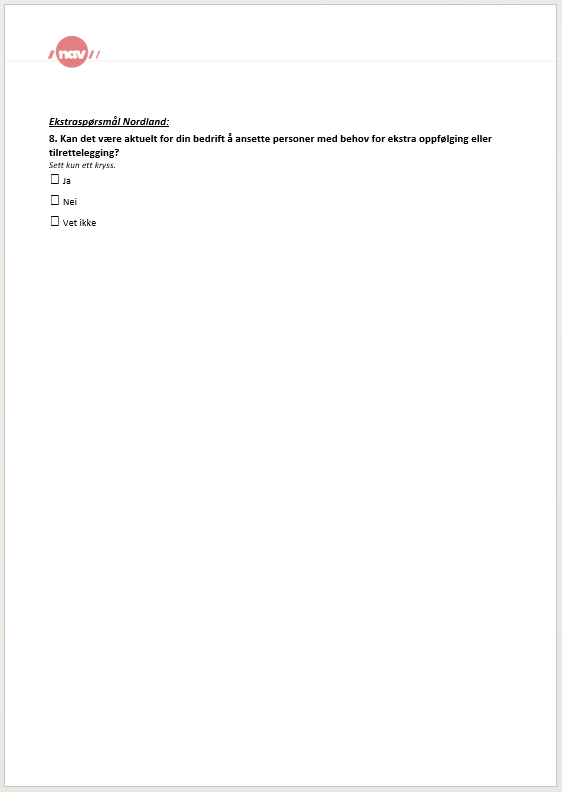 nav
Ekstraspørsmål Nordland:
8. Kan det være aktuelt for din bedrift å ansette personer med behov for ekstra oppfølging eller
tilrettelegging?
Sett kun ett kryss.
☐ Ja
☐ Nei
☐ Vet ikke